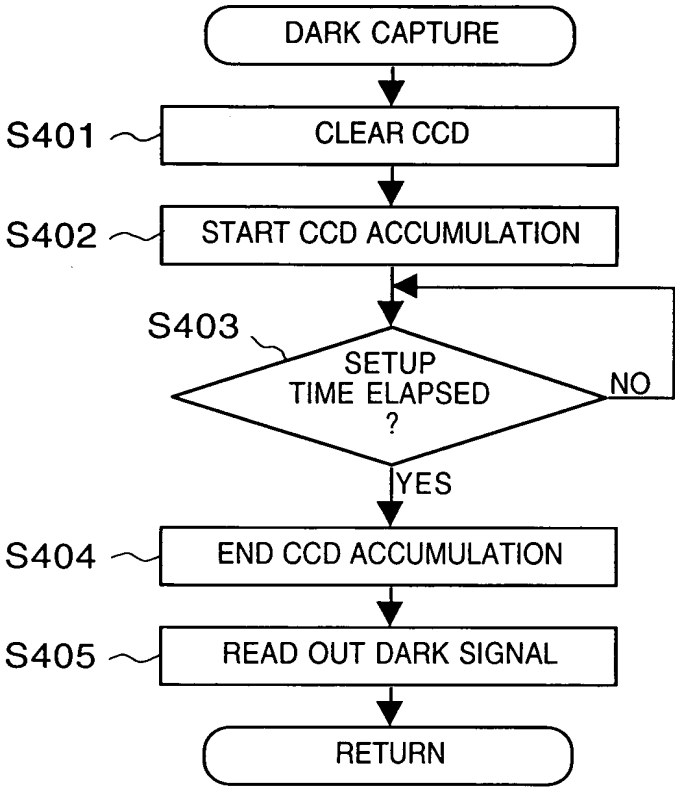 DARK CAPTURE
S401
CLEAR CCD
S402
START CCD ACCUMULATION
S403
SETUP
TIME ELAPSED
?
NO
YES
S404
END CCD ACCUMULATION
S405
READ OUT DARK SIGNAL
RETURN